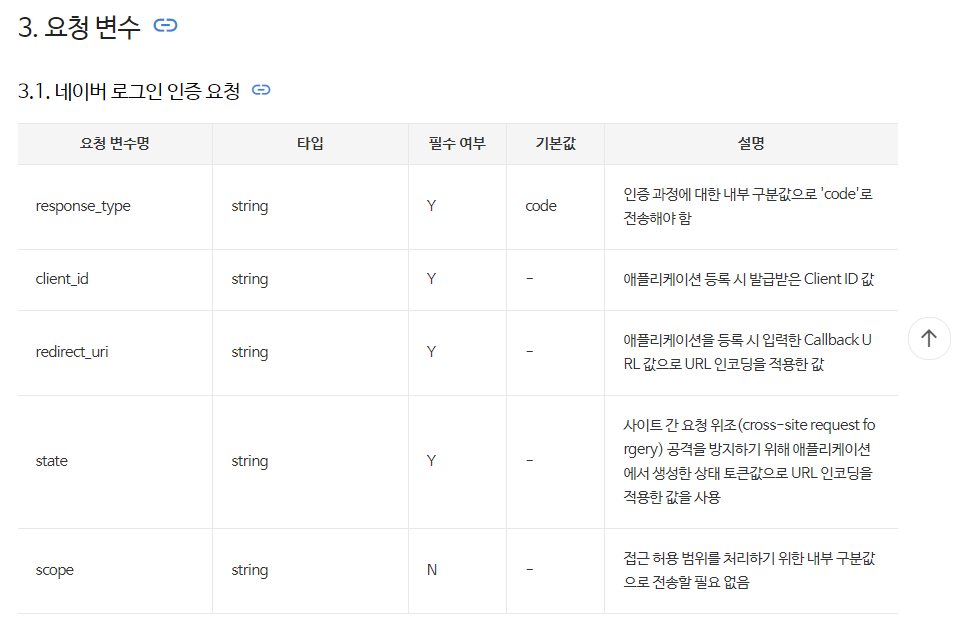 3. 요청 변수
3.1. 네이버 로그인 인증 요청
요청 변수명 타입 필수 여부 기본값 설명
response_type string Y code 인증 과정에 대한 내부 구분값으로 'code'로
전송해야 함
client_id string Y - 애플리케이션 등록 시 발급받은 Client ID 값
redirect_uri string Y - 애플리케이션을 등록 시 입력한 Callback U
RL 값으로 URL 인코딩을 적용한 값
state string Y - 사이트 간 요청 위조(cross-site request fo
rgery) 공격을 방지하기 위해 애플리케이션
에서 생성한 상태 토큰값으로 URL 인코딩을
적용한 값을 사용
scope string N - 접근 허용 범위를 처리하기 위한 내부 구분값
으로 전송할 필요 없음